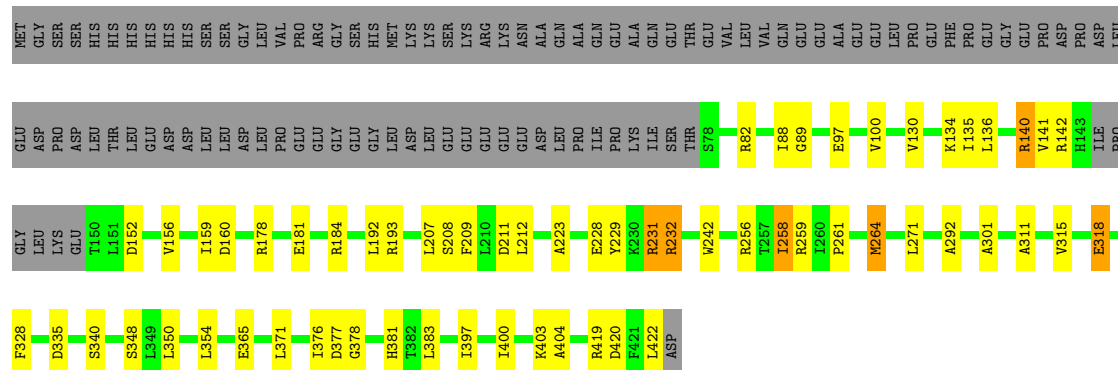 MET GLY SER SER HIS HIS HIS HIS HIS HIS SER SER GLY LEU VAL PRO ARG GLY SER HIS MET LYS LYS SER LYS ARG LYS ASN ALA GLN ALA GLN GLU ALA GLN GLU THR GLU VAL LEU VAL GLN GLU GLU ALA GLU GLU LEU PRO GLU PHE PRO GLU GLY GLU PRO ASP PRO ASP LEU
GLU ASP PRO ASP LEU THR LEU GLU ASP ASP LEU LEU ASP LEU PRO GLU GLU GLY GLU GLY LEU ASP LEU GLU GLU GLU GLU GLU ASP LEU PRO ILE PRO LYS ILE SER THR S78 R82 I88 G89 E97 V100 V130 K134 I135 L136 R140 V141 R142 H143 ILE PRO
GLY LEU LYS GLU T150 L151 D152 V156 I159 D160 R178 E181 R184 L192 R193 L207 S208 F209 L210 D211 L212 A223 E228 Y229 K230 R231 R232 W242 R256 T257 I258 R259 I260 P261 M264 L271 A292 A301 A311 V315 E318
F328 D335 S340 S348 L349 L350 L354 E365 L371 I376 D377 G378 H381 T382 L383 I397 I400 K403 A404 R419 D420 F421 L422 ASP